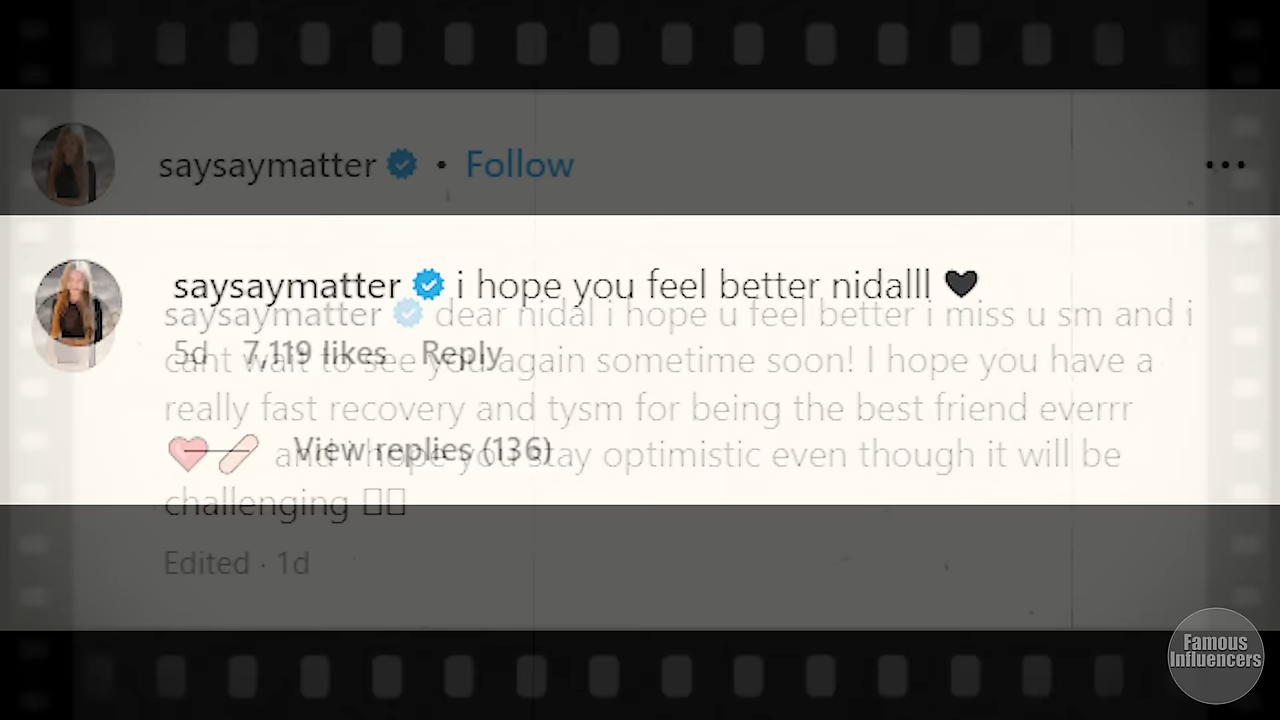 saysaymatter • Follow
saysaymatter i hope you feel better nidalll 🖤
saysaymatter dear nidal i hope u feel better i miss u sm and i
5d 7,119 likes Reply
cant wait to see you again sometime soon! I hope you have a
really fast recovery and tysm for being the best friend everrr
View replies (136)
and i hope you stay optimistic even though it will be
challenging
Edited · 1d
Famous
Influencers